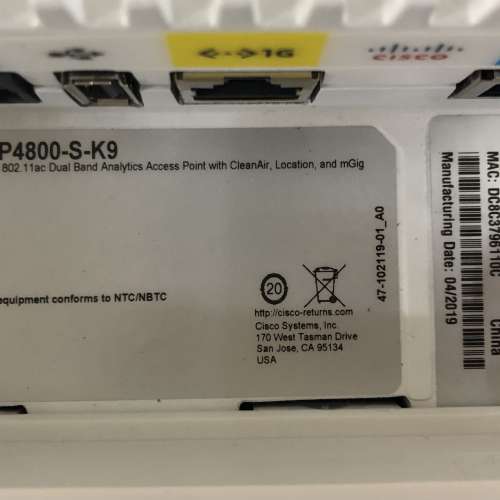 1G
CISCO
P4800-S-K9
802.11ac Dual Band Analytics Access Point with CleanAir, Location, and mGig
equipment conforms to NTC/NBTC
20
http://cisco-returns.com
Cisco Systems, Inc.
170 West Tasman Drive
San Jose, CA 95134
USA
47-102119-01_A0
MAC: DC8C3796110C
Manufacturing Date: 04/2019
China